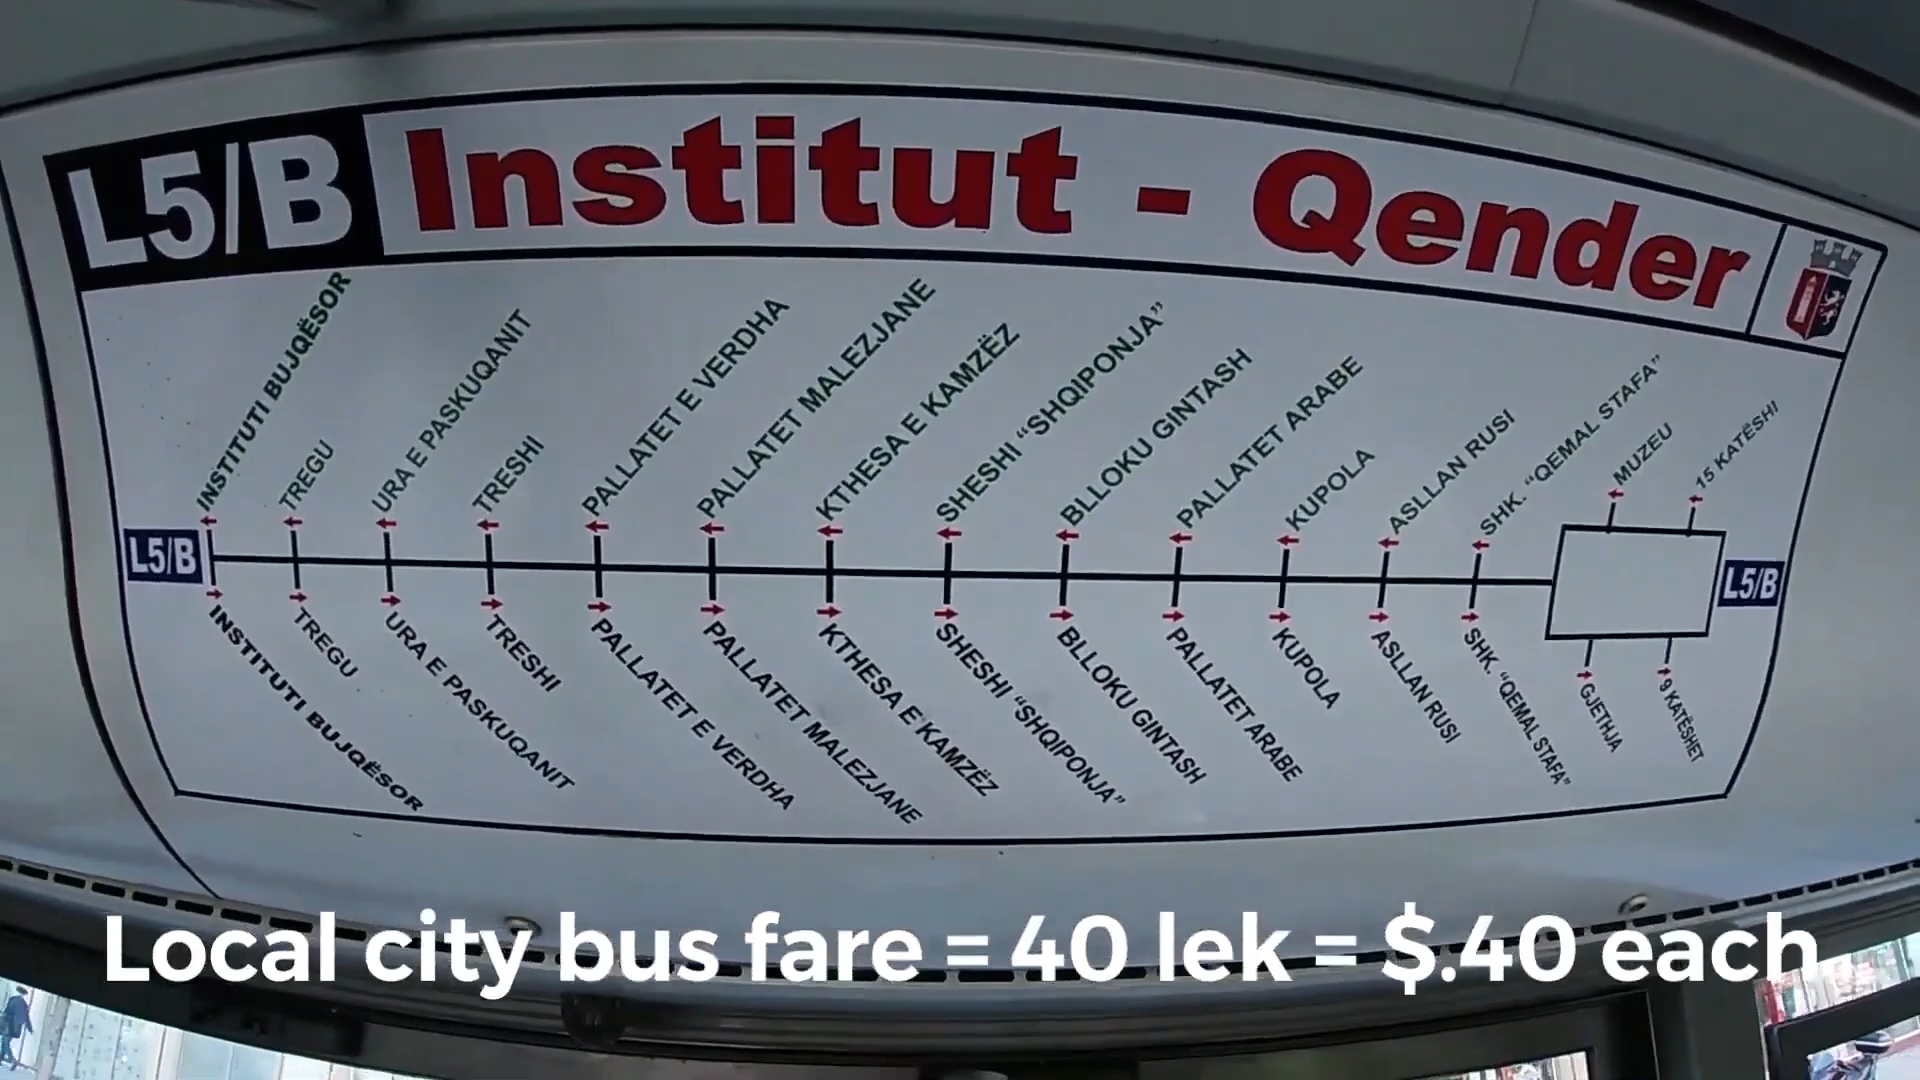 L5/B Institut - Qender
INSTITUTI BUJQËSOR
TREGU
URA E PASKUQANIT
TRESHI
PALLATET E VERDHA
PALLATET MALEZJANE
KTHESA E KAMZËZ
SHESHI “SHQIPONJA”
BLLOKU GINTASH
PALLATET ARABE
KUPOLA
ASLLAN RUSI
SHK. “QEMAL STAFA”
MUZEU
15 KATËSHI
L5/B
L5/B
INSTITUTI BUJQËSOR
TREGU
URA E PASKUQANIT
TRESHI
PALLATET E VERDHA
PALLATET MALEZJANE
KTHESA E KAMZËZ
SHESHI “SHQIPONJA”
BLLOKU GINTASH
PALLATET ARABE
KUPOLA
ASLLAN RUSI
SHK. “QEMAL STAFA”
GJETHJA
9 KATËSHET
Local city bus fare = 40 lek = $.40 each.